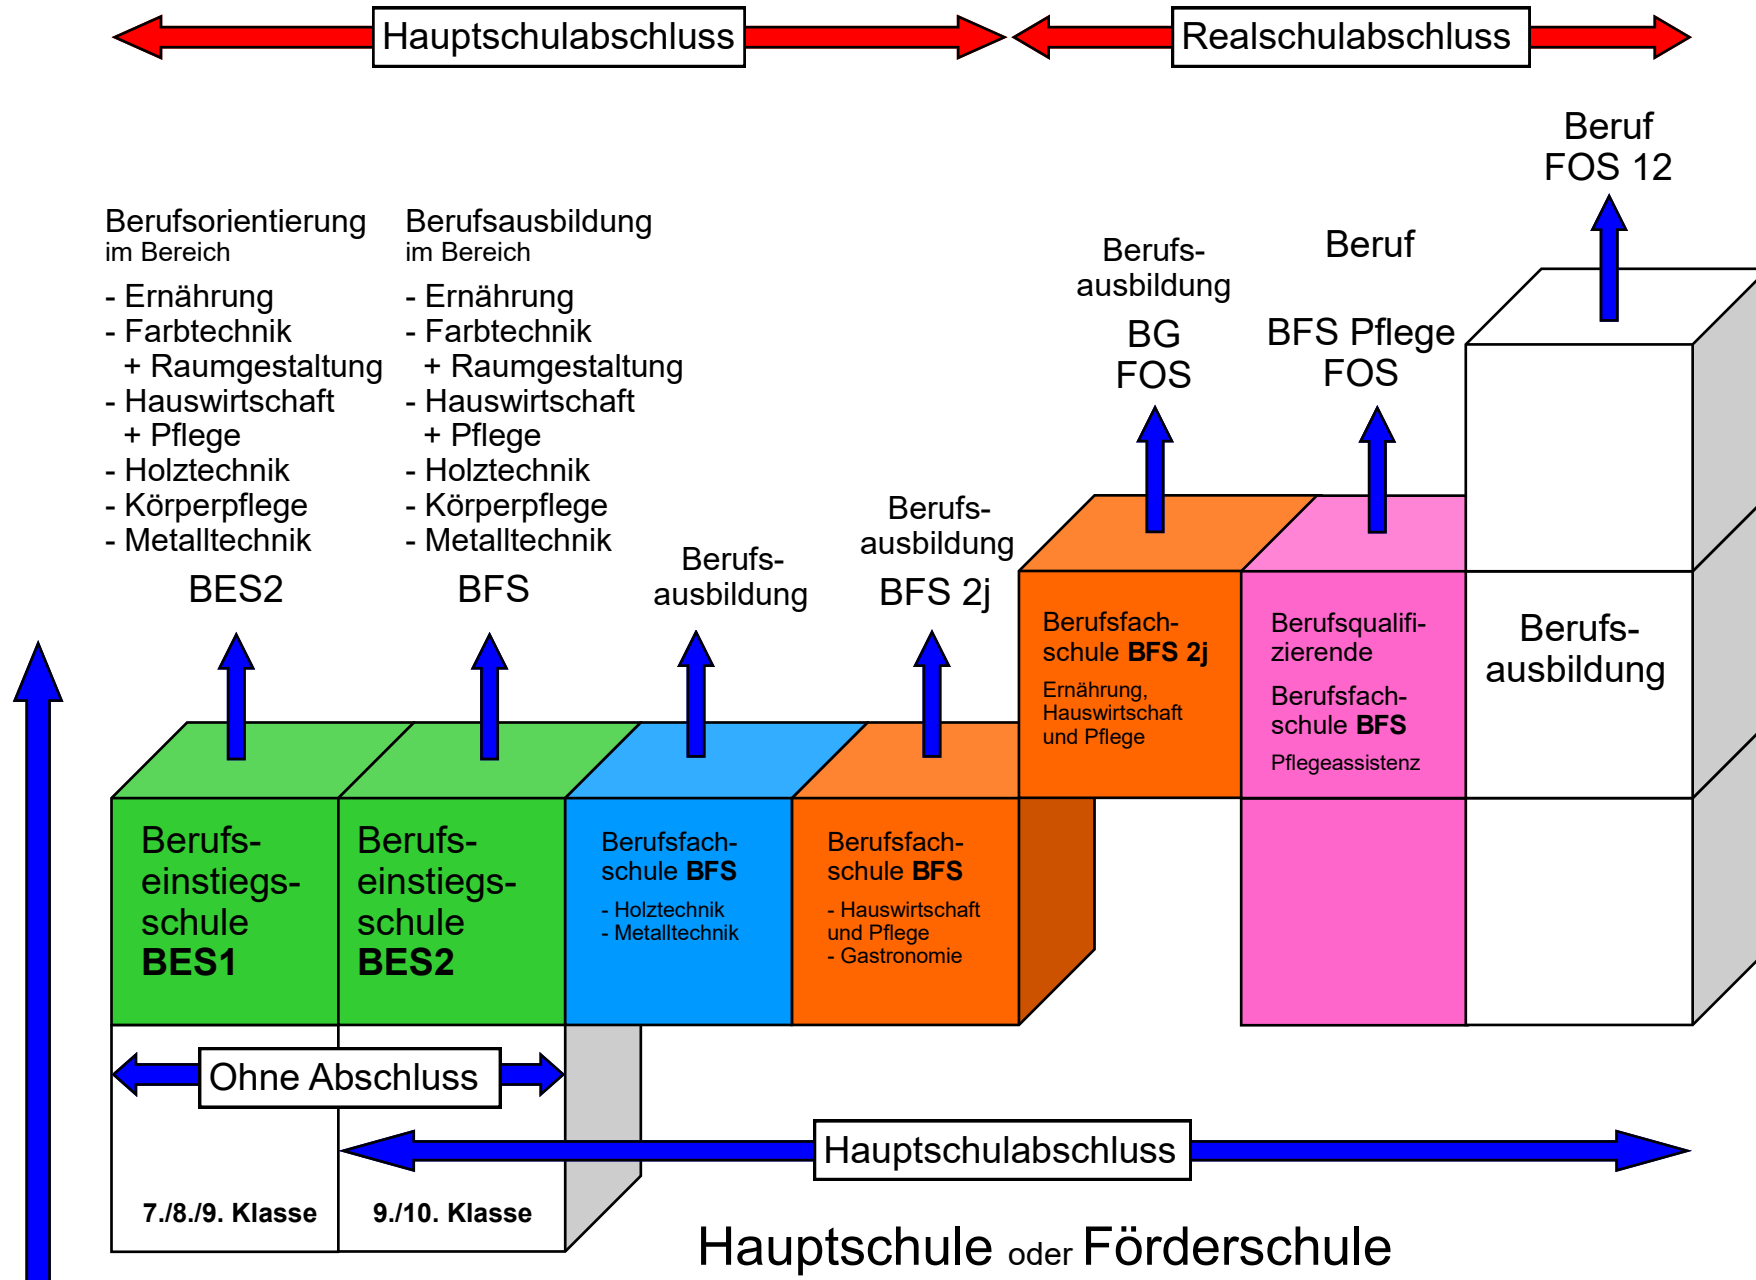 Hauptschulabschluss
Realschulabschluss
Beruf
FOS 12
Berufsorientierung
im Bereich
- Ernährung
- Farbtechnik
+ Raumgestaltung
- Hauswirtschaft
+ Pflege
- Holztechnik
- Körperpflege
- Metalltechnik
BES2
Berufsausbildung
im Bereich
- Ernährung
- Farbtechnik
+ Raumgestaltung
- Hauswirtschaft
+ Pflege
- Holztechnik
- Körperpflege
- Metalltechnik
BFS
Berufs-
ausbildung
Berufs-
ausbildung
BFS 2j
Berufs-
ausbildung
BG
FOS
Beruf
BFS Pflege
FOS
Berufsfach-
schule BFS 2j
Ernährung,
Hauswirtschaft
und Pflege
Berufsqualifi-
zierende
Berufsfach-
schule BFS
Pflegeassistenz
Berufs-
ausbildung
Berufs-
einstiegs-
schule
BES1
Berufs-
einstiegs-
schule
BES2
Berufsfach-
schule BFS
- Holztechnik
- Metalltechnik
Berufsfach-
schule BFS
- Hauswirtschaft
und Pflege
- Gastronomie
Ohne Abschluss
Hauptschulabschluss
7./8./9. Klasse
9./10. Klasse
Hauptschule oder Förderschule